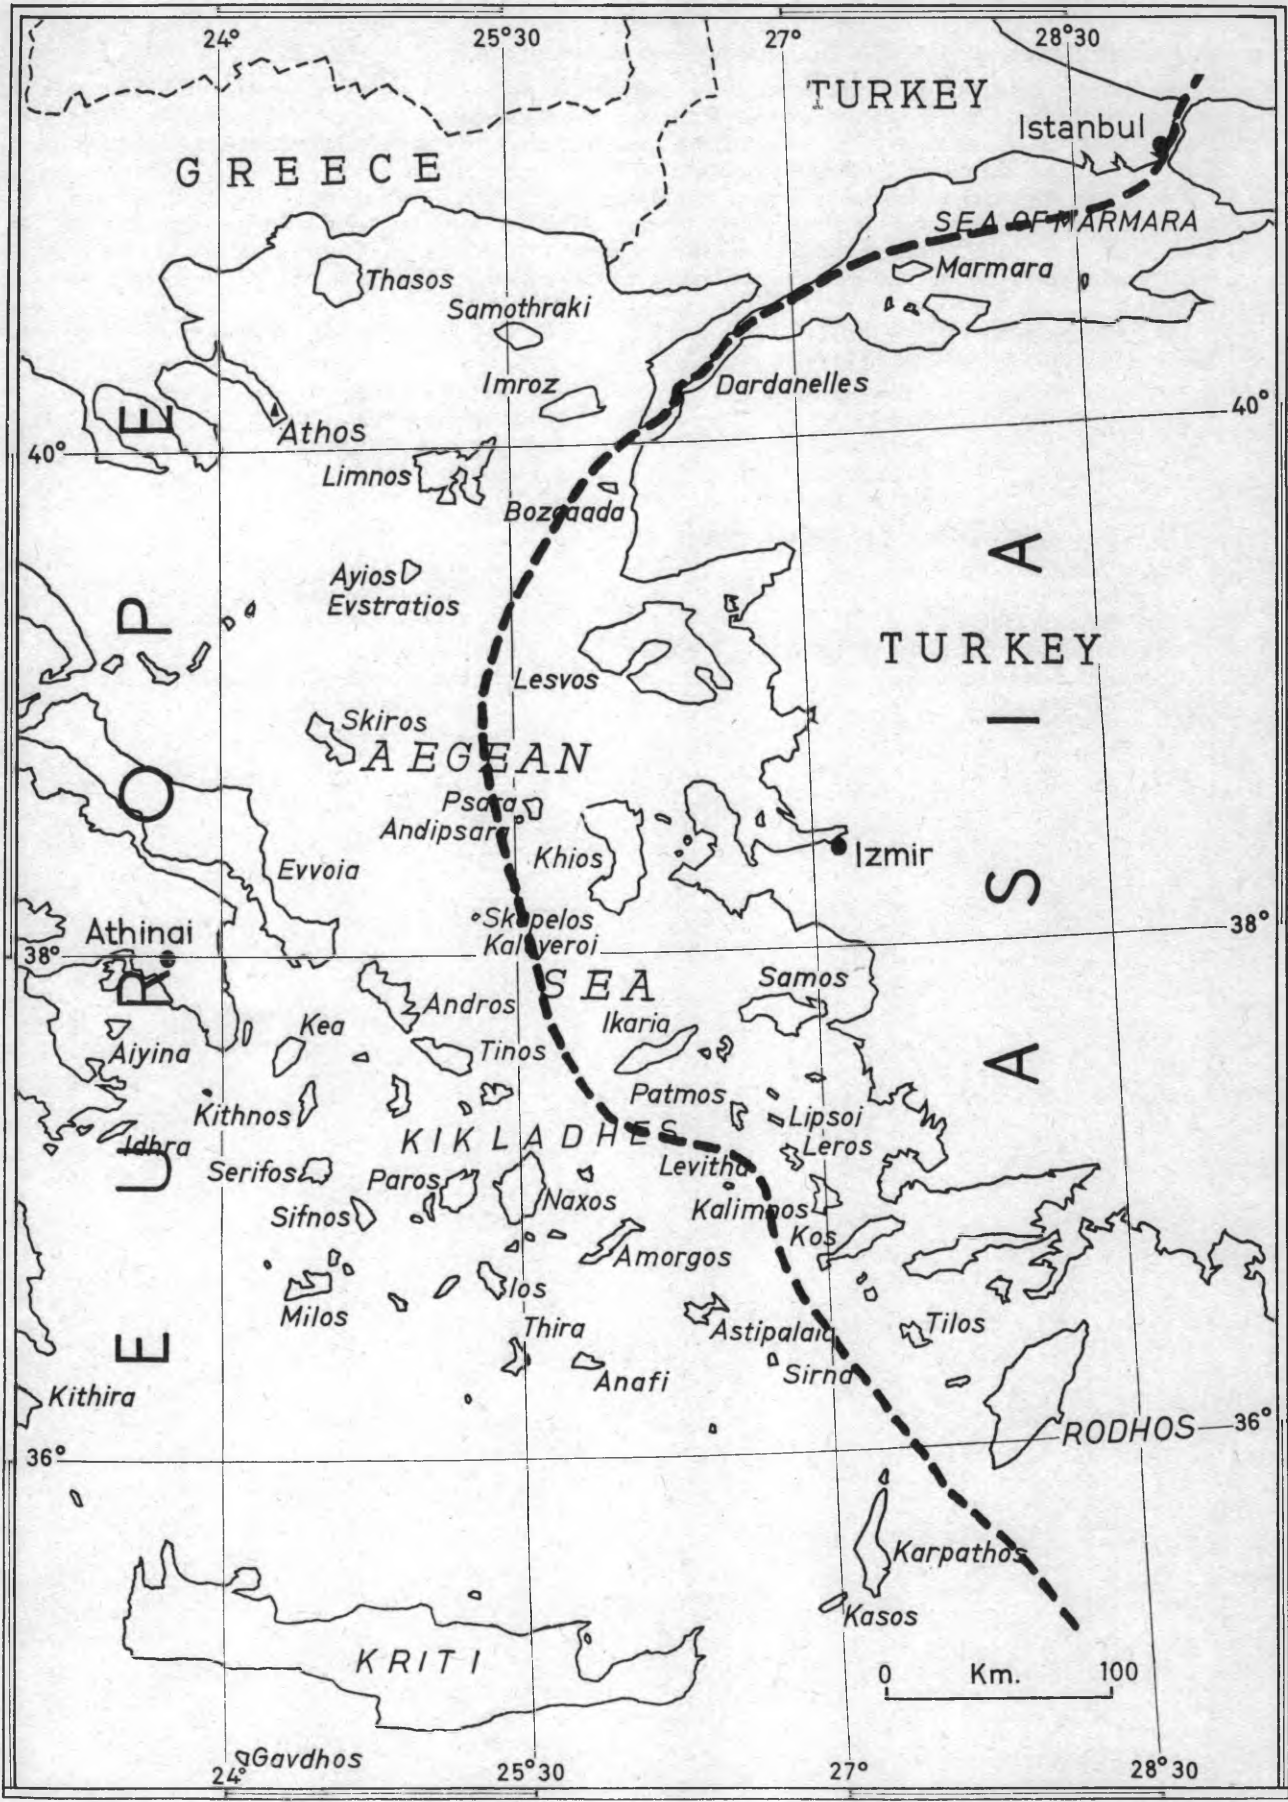 24° 25°30 27° 28°30
TURKEY
Istanbul
GREECE
SEA OF MARMARA
Marmara
Thasos
Samothraki
Imroz
Dardanelles
40°
Athos
40°
Limnos
Bozcaada
Ayios
Evstratios
TURKEY
Lesvos
Skiros
AEGEAN
Psara
Andipsara
Khios
Izmir
Evvoia
Skopelos
Kaloyeroi
38°
Athinai
38°
SEA
Samos
Andros
Ikaria
Kea
Tinos
Aiyina
Patmos
Kithnos
Lipsoi
Idhra
KIKLADHES
Leros
Levitha
Serifos
Paros
Naxos
Kalimnos
Sifnos
Kos
Amorgos
Ios
Milos
Thira
Astipalaia
Tilos
Anafi
Sirna
Kithira
RODHOS
36°
36°
Karpathos
Kasos
KRITI
0 Km. 100
Gavdhos
24° 25°30 27° 28°30
EUROPE
ASIA